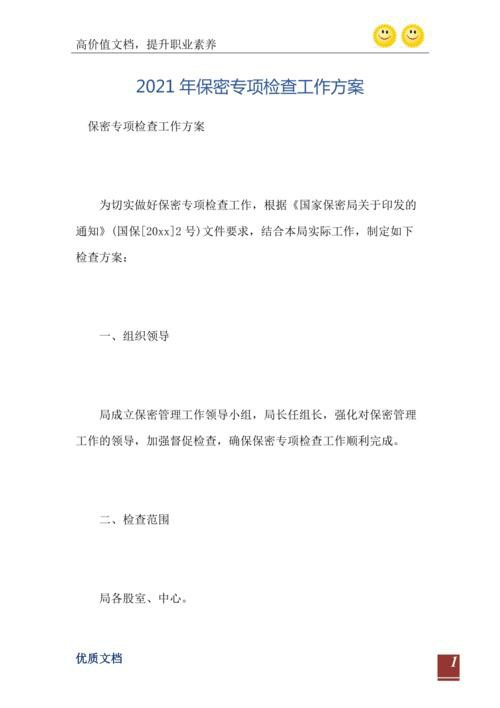 高价值文档，提升职业素养
2021 年保密专项检查工作方案
保密专项检查工作方案
为切实做好保密专项检查工作，根据《国家保密局关于印发的
通知》(国保[20xx]2 号)文件要求，结合本局实际工作，制定如下
检查方案：
一、组织领导
局成立保密管理工作领导小组，局长任组长，强化对保密管理
工作的领导，加强督促检查，确保保密专项检查工作顺利完成。
二、检查范围
局各股室、中心。
优质文档
1